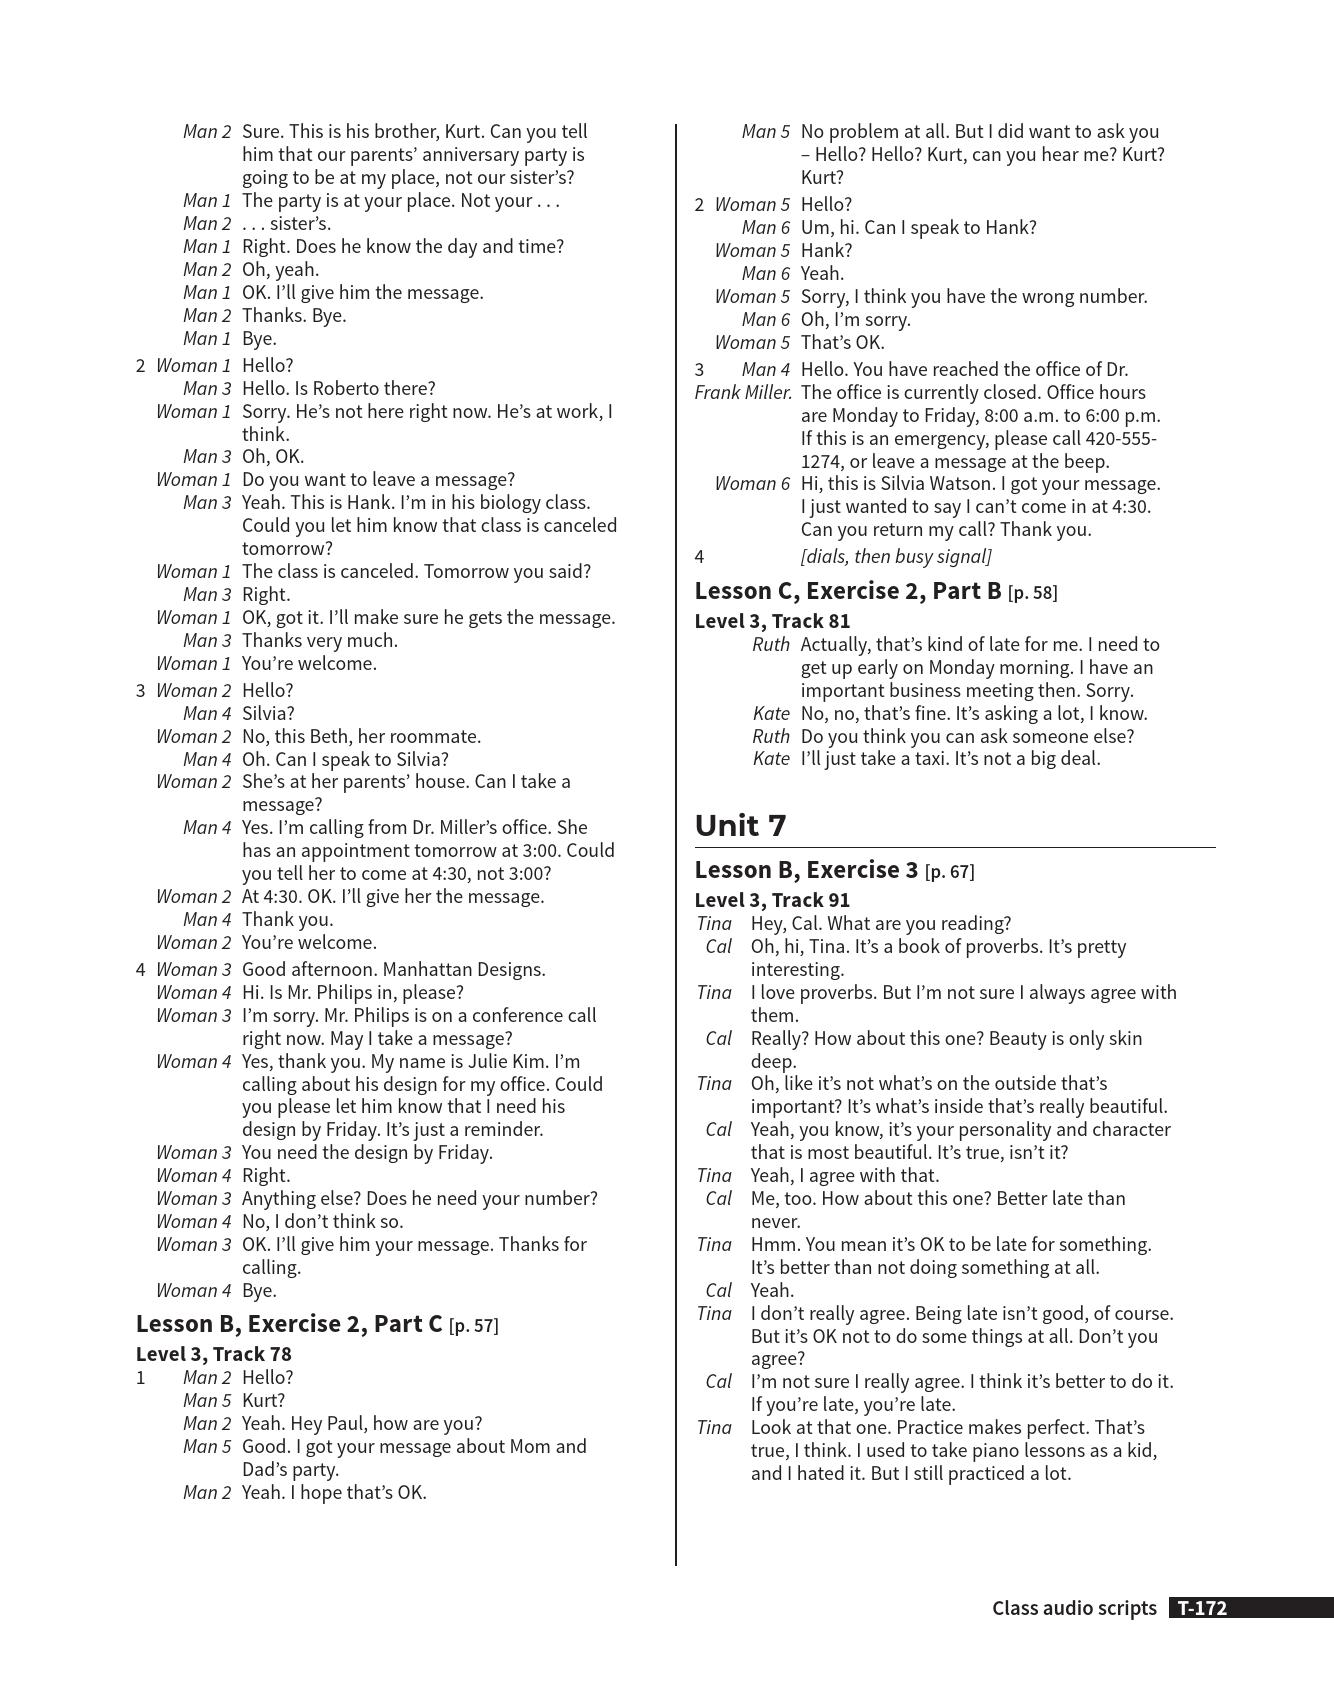 Man 2 Sure. This is his brother, Kurt. Can you tell
him that our parents’ anniversary party is
going to be at my place, not our sister’s?
Man 1 The party is at your place. Not your . . .
Man 2 . . . sister’s.
Man 1 Right. Does he know the day and time?
Man 2 Oh, yeah.
Man 1 OK. I’ll give him the message.
Man 2 Thanks. Bye.
Man 1 Bye.
2 Woman 1 Hello?
Man 3 Hello. Is Roberto there?
Woman 1 Sorry. He’s not here right now. He’s at work, I
think.
Man 3 Oh, OK.
Woman 1 Do you want to leave a message?
Man 3 Yeah. This is Hank. I’m in his biology class.
Could you let him know that class is canceled
tomorrow?
Woman 1 The class is canceled. Tomorrow you said?
Man 3 Right.
Woman 1 OK, got it. I’ll make sure he gets the message.
Man 3 Thanks very much.
Woman 1 You’re welcome.
3 Woman 2 Hello?
Man 4 Silvia?
Woman 2 No, this Beth, her roommate.
Man 4 Oh. Can I speak to Silvia?
Woman 2 She’s at her parents’ house. Can I take a
message?
Man 4 Yes. I’m calling from Dr. Miller’s office. She
has an appointment tomorrow at 3:00. Could
you tell her to come at 4:30, not 3:00?
Woman 2 At 4:30. OK. I’ll give her the message.
Man 4 Thank you.
Woman 2 You’re welcome.
4 Woman 3 Good afternoon. Manhattan Designs.
Woman 4 Hi. Is Mr. Philips in, please?
Woman 3 I’m sorry. Mr. Philips is on a conference call
right now. May I take a message?
Woman 4 Yes, thank you. My name is Julie Kim. I’m
calling about his design for my office. Could
you please let him know that I need his
design by Friday. It’s just a reminder.
Woman 3 You need the design by Friday.
Woman 4 Right.
Woman 3 Anything else? Does he need your number?
Woman 4 No, I don’t think so.
Woman 3 OK. I’ll give him your message. Thanks for
calling.
Woman 4 Bye.
Lesson B, Exercise 2, Part C [p. 57]
Level 3, Track 78
1 Man 2 Hello?
Man 5 Kurt?
Man 2 Yeah. Hey Paul, how are you?
Man 5 Good. I got your message about Mom and
Dad’s party.
Man 2 Yeah. I hope that’s OK.
Man 5 No problem at all. But I did want to ask you
– Hello? Hello? Kurt, can you hear me? Kurt?
Kurt?
2 Woman 5 Hello?
Man 6 Um, hi. Can I speak to Hank?
Woman 5 Hank?
Man 6 Yeah.
Woman 5 Sorry, I think you have the wrong number.
Man 6 Oh, I’m sorry.
Woman 5 That’s OK.
3 Man 4 Hello. You have reached the office of Dr.
Frank Miller. The office is currently closed. Office hours
are Monday to Friday, 8:00 a.m. to 6:00 p.m.
If this is an emergency, please call 420-555-
1274, or leave a message at the beep.
Woman 6 Hi, this is Silvia Watson. I got your message.
I just wanted to say I can’t come in at 4:30.
Can you return my call? Thank you.
4 [dials, then busy signal]
Lesson C, Exercise 2, Part B [p. 58]
Level 3, Track 81
Ruth Actually, that’s kind of late for me. I need to
get up early on Monday morning. I have an
important business meeting then. Sorry.
Kate No, no, that’s fine. It’s asking a lot, I know.
Ruth Do you think you can ask someone else?
Kate I’ll just take a taxi. It’s not a big deal.
Unit 7
Lesson B, Exercise 3 [p. 67]
Level 3, Track 91
Tina Hey, Cal. What are you reading?
Cal Oh, hi, Tina. It’s a book of proverbs. It’s pretty
interesting.
Tina I love proverbs. But I’m not sure I always agree with
them.
Cal Really? How about this one? Beauty is only skin
deep.
Tina Oh, like it’s not what’s on the outside that’s
important? It’s what’s inside that’s really beautiful.
Cal Yeah, you know, it’s your personality and character
that is most beautiful. It’s true, isn’t it?
Tina Yeah, I agree with that.
Cal Me, too. How about this one? Better late than
never.
Tina Hmm. You mean it’s OK to be late for something.
It’s better than not doing something at all.
Cal Yeah.
Tina I don’t really agree. Being late isn’t good, of course.
But it’s OK not to do some things at all. Don’t you
agree?
Cal I’m not sure I really agree. I think it’s better to do it.
If you’re late, you’re late.
Tina Look at that one. Practice makes perfect. That’s
true, I think. I used to take piano lessons as a kid,
and I hated it. But I still practiced a lot.
Class audio scripts T-172